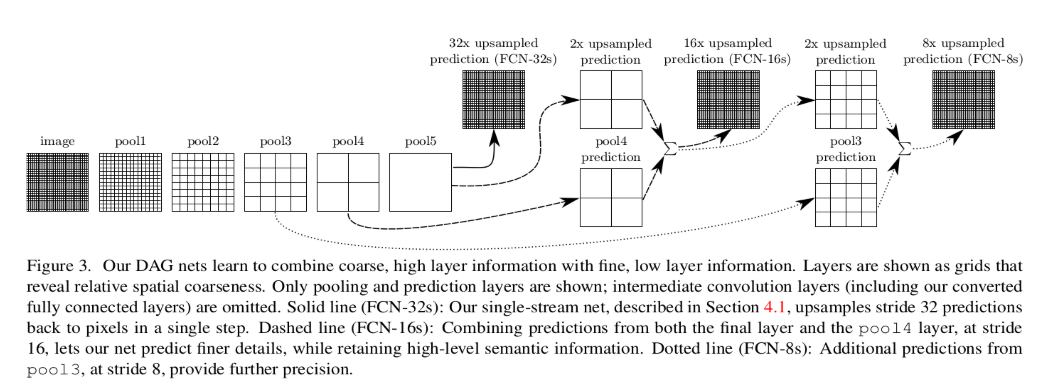 32x upsampled
prediction (FCN-32s)
2x upsampled
prediction
16x upsampled
prediction (FCN-16s)
2x upsampled
prediction
8x upsampled
prediction (FCN-8s)
image
pool1
pool2
pool3
pool4
pool5
pool4
prediction
pool3
prediction
Σ
Σ
Figure 3. Our DAG nets learn to combine coarse, high layer information with fine, low layer information. Layers are shown as grids that
reveal relative spatial coarseness. Only pooling and prediction layers are shown; intermediate convolution layers (including our converted
fully connected layers) are omitted. Solid line (FCN-32s): Our single-stream net, described in Section 4.1, upsamples stride 32 predictions
back to pixels in a single step. Dashed line (FCN-16s): Combining predictions from both the final layer and the pool4 layer, at stride
16, lets our net predict finer details, while retaining high-level semantic information. Dotted line (FCN-8s): Additional predictions from
pool3, at stride 8, provide further precision.